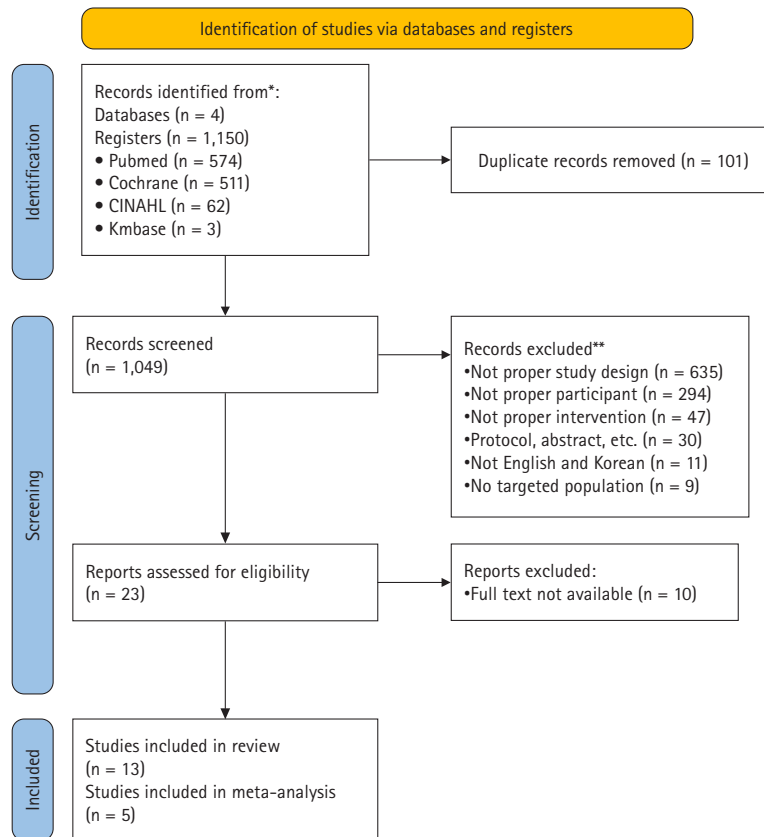 Identification of studies via databases and registers
Identification
Records identified from*:
Databases (n = 4)
Registers (n = 1,150)
• Pubmed (n = 574)
• Cochrane (n = 511)
• CINAHL (n = 62)
• Kmbase (n = 3)
Duplicate records removed (n = 101)
Screening
Records screened
(n = 1,049)
Records excluded**
•Not proper study design (n = 635)
•Not proper participant (n = 294)
•Not proper intervention (n = 47)
•Protocol, abstract, etc. (n = 30)
•Not English and Korean (n = 11)
•No targeted population (n = 9)
Reports assessed for eligibility
(n = 23)
Reports excluded:
•Full text not available (n = 10)
Included
Studies included in review
(n = 13)
Studies included in meta-analysis
(n = 5)